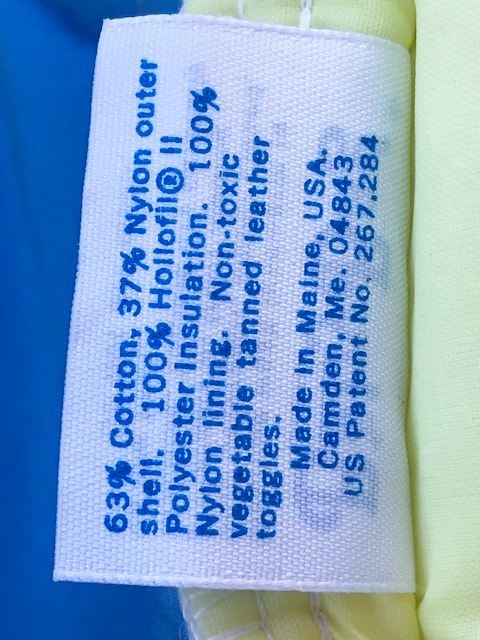 63% Cotton, 37% Nylon outer
shell. 100% Hollofil® II
Polyester Insulation. 100%
Nylon lining. Non-toxic
vegetable tanned leather
toggles.
Made In Maine, USA.
Camden, Me. 04843
US Patent No. 267,284